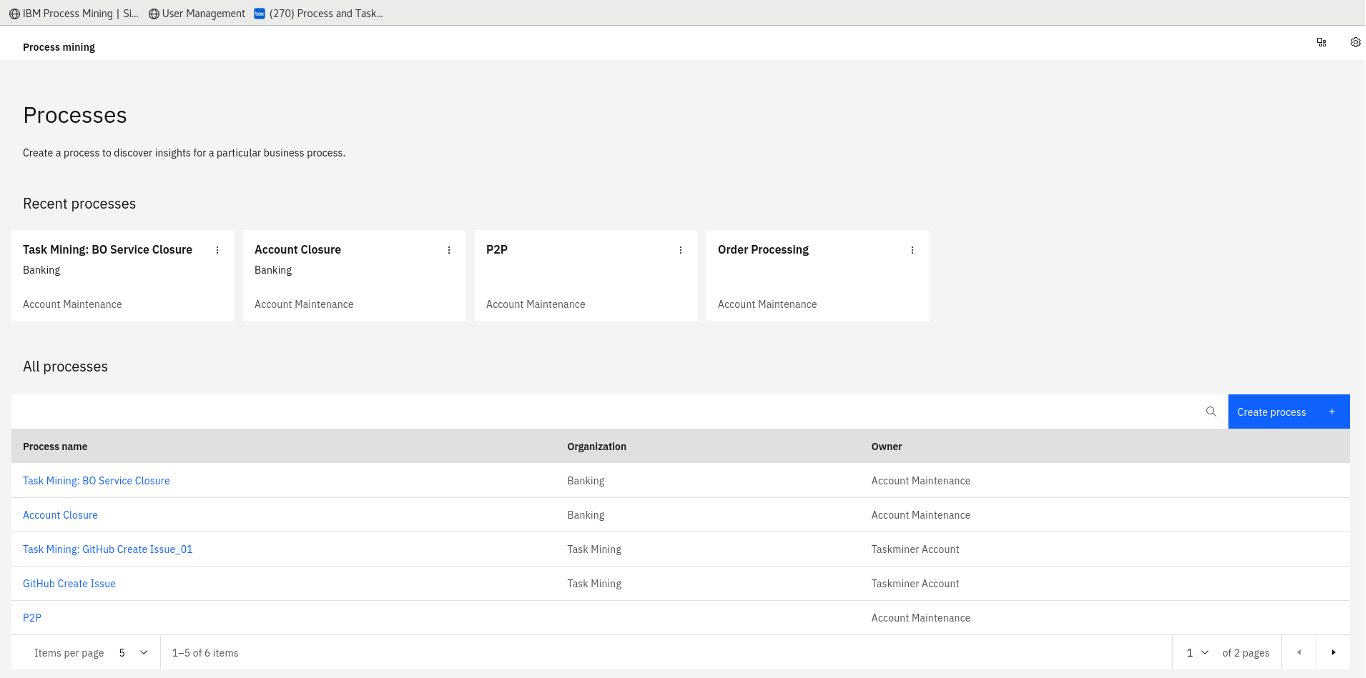 IBM Process Mining | Si... User Management box (270) Process and Task...
Process mining
Processes
Create a process to discover insights for a particular business process.
Recent processes
Task Mining: BO Service Closure
Banking
Account Maintenance
Account Closure
Banking
Account Maintenance
P2P
Account Maintenance
Order Processing
Account Maintenance
All processes
Create process +
Process name Organization Owner
Task Mining: BO Service Closure Banking Account Maintenance
Account Closure Banking Account Maintenance
Task Mining: GitHub Create Issue_01 Task Mining Taskminer Account
GitHub Create Issue Task Mining Taskminer Account
P2P Account Maintenance
Items per page 5 1–5 of 6 items 1 of 2 pages